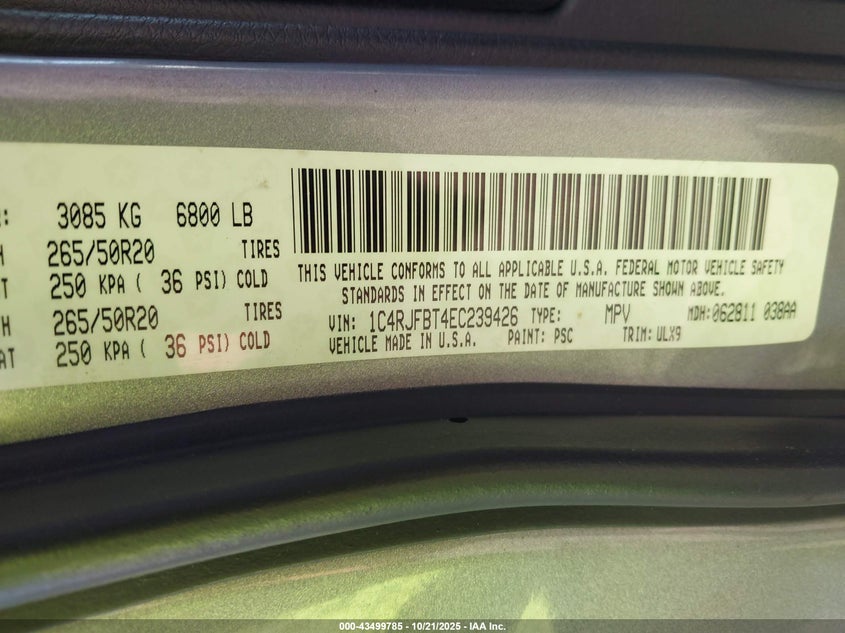 3085 KG 6800 LB
265/50R20 TIRES
250 KPA ( 36 PSI) COLD
265/50R20 TIRES
250 KPA ( 36 PSI) COLD
THIS VEHICLE CONFORMS TO ALL APPLICABLE U.S.A. FEDERAL MOTOR VEHICLE SAFETY
STANDARDS IN EFFECT ON THE DATE OF MANUFACTURE SHOWN ABOVE.
VIN: 1C4RJFBT4EC239426 TYPE: MPV MDH:062811 038AA
VEHICLE MADE IN U.S.A. PAINT: PSC TRIM: ULX9
000-43499785 - 10/21/2025 - IAA Inc.